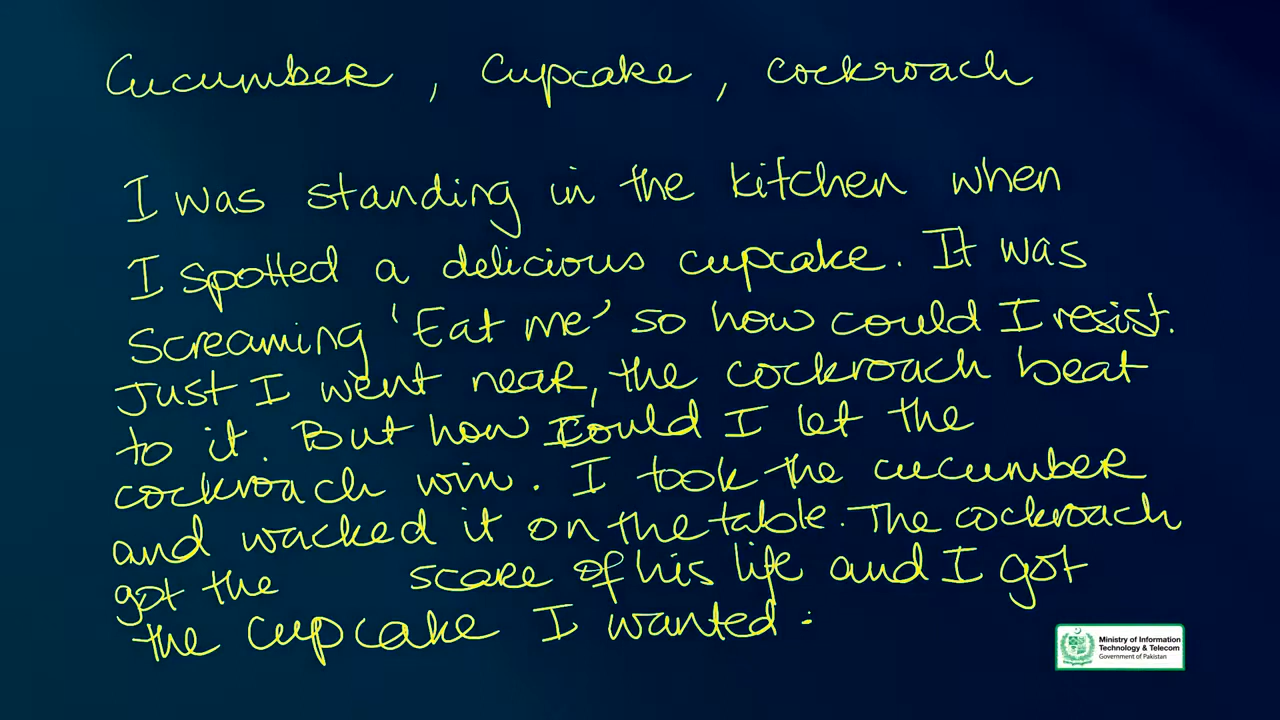 Cucumber , Cupcake , cockroach
I was standing in the kitchen when
I spotted a delicious cupcake. It was
screaming 'Eat me' so how could I resist.
Just I went near, the cockroach beat
to it. But how could I let the
cockroach win. I took the cucumber
and wacked it on the table. The cockroach
got the scare of his life and I got
the cupcake I wanted :
Ministry of Information
Technology & Telecom
Government of Pakistan